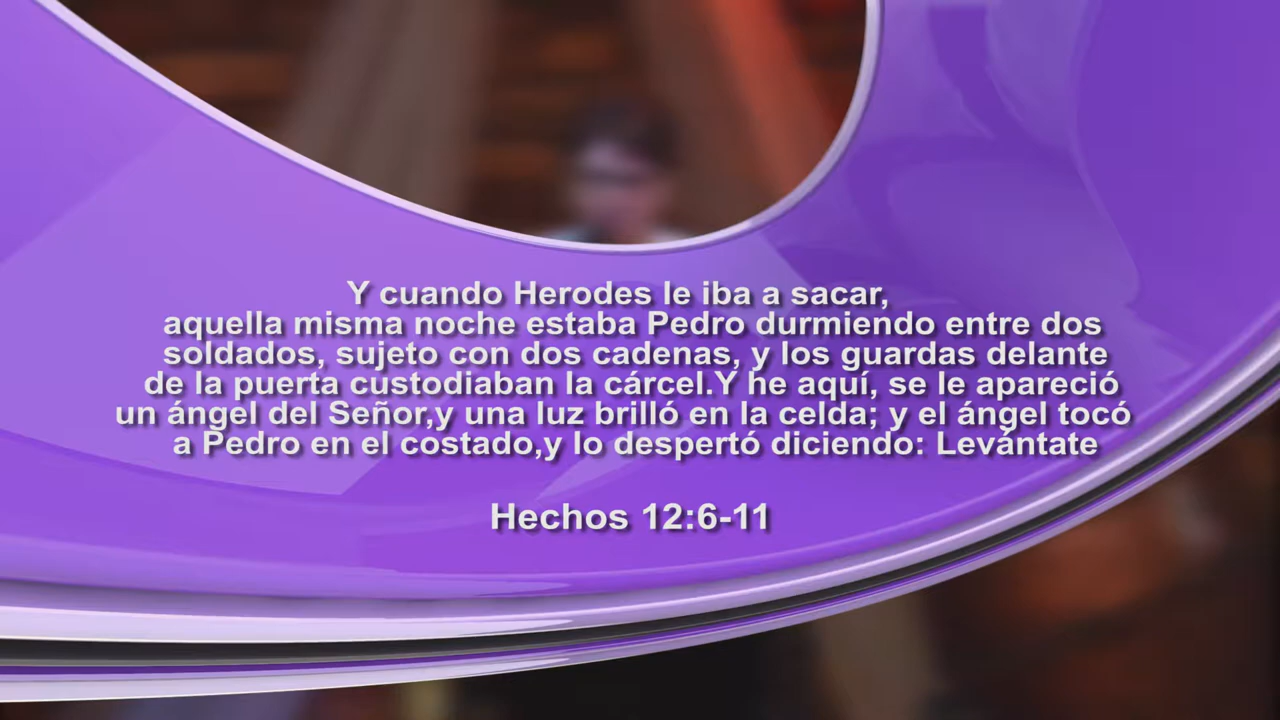 Y cuando Herodes le iba a sacar,
aquella misma noche estaba Pedro durmiendo entre dos
soldados, sujeto con dos cadenas, y los guardas delante
de la puerta custodiaban la cárcel.Y he aquí, se le apareció
un ángel del Señor,y una luz brilló en la celda; y el ángel tocó
a Pedro en el costado,y lo despertó diciendo: Levántate
Hechos 12:6-11